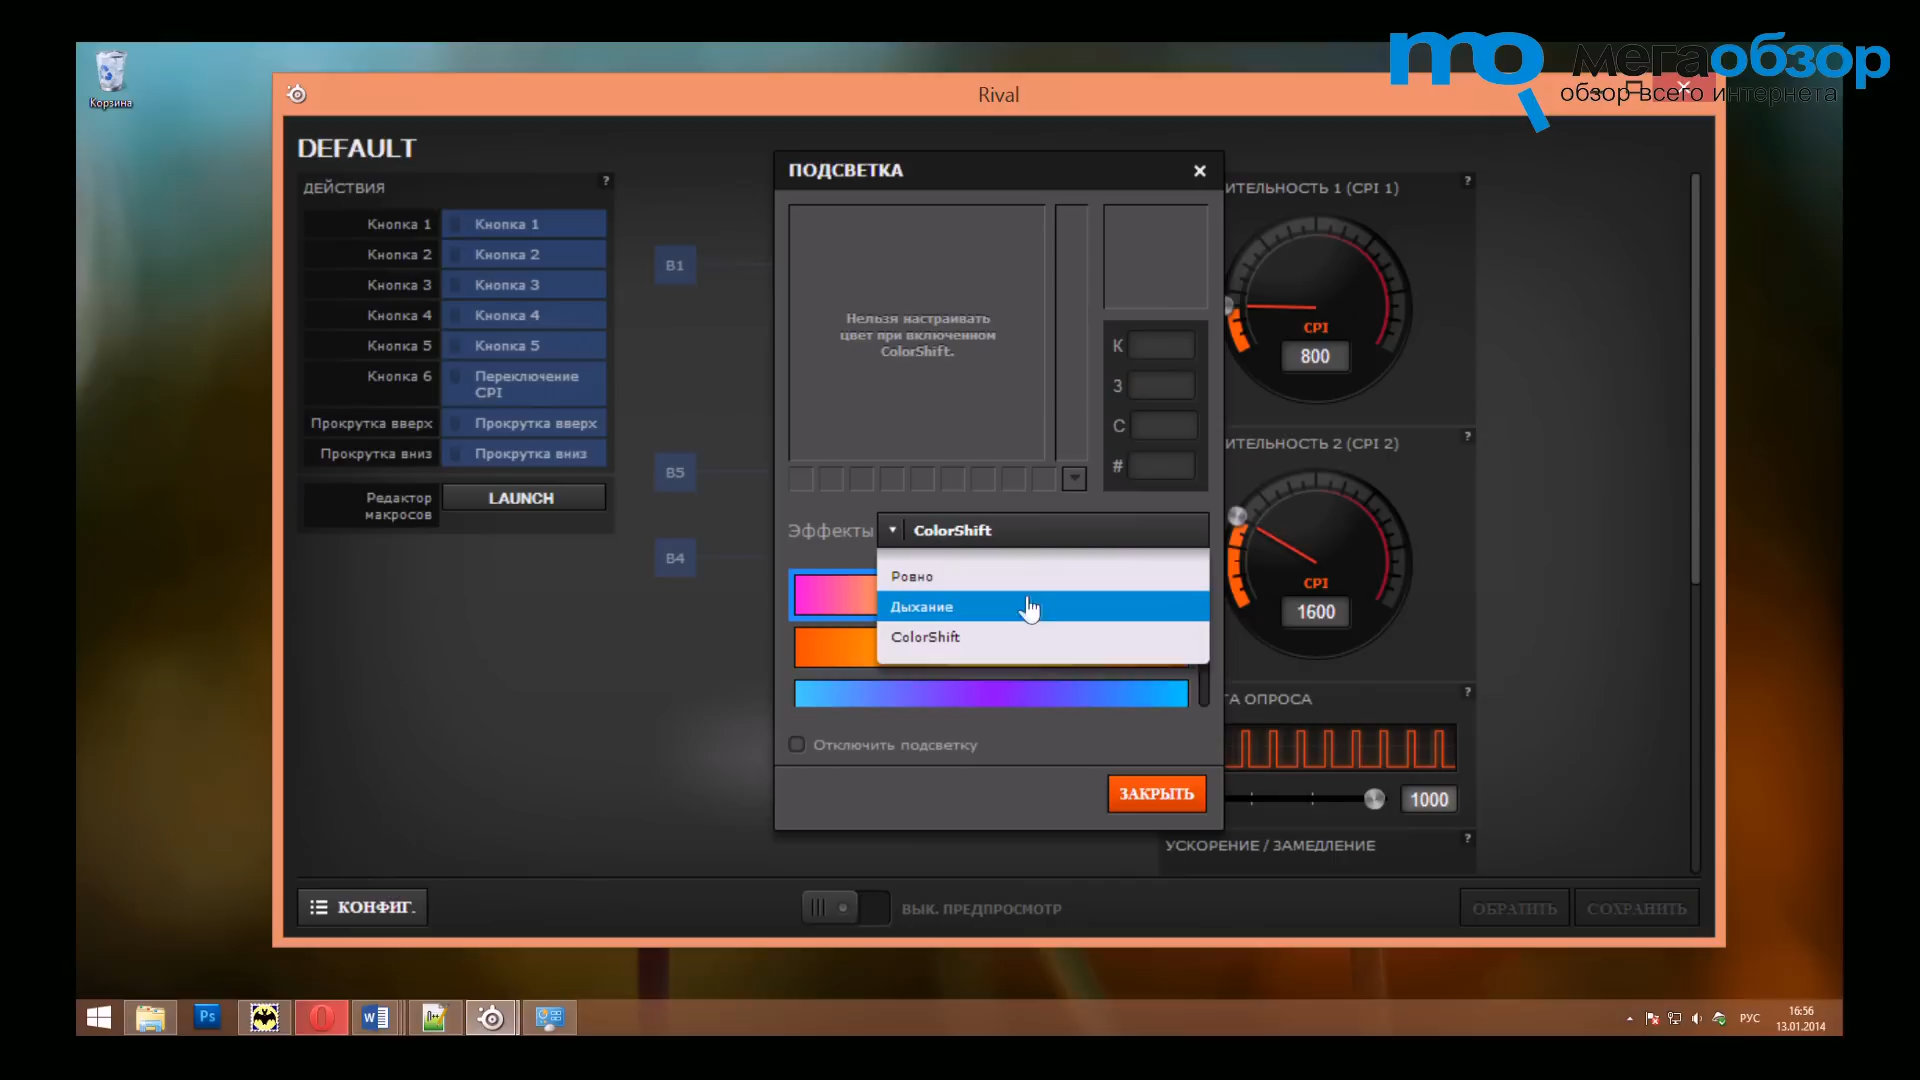 Корзина
мегаобзор
обзор всего интернета
Rival
DEFAULT
ДЕЙСТВИЯ
?
Кнопка 1
Кнопка 1
Кнопка 2
Кнопка 2
Кнопка 3
Кнопка 3
Кнопка 4
Кнопка 4
Кнопка 5
Кнопка 5
Кнопка 6
Переключение
CPI
Прокрутка вверх
Прокрутка вверх
Прокрутка вниз
Прокрутка вниз
Редактор
макросов
LAUNCH
B1
B5
B4
ПОДСВЕТКА
Нельзя настраивать
цвет при включенном
ColorShift.
К
З
С
#
Эффекты
ColorShift
Ровно
Дыхание
ColorShift
Отключить подсветку
ЗАКРЫТЬ
ИТЕЛЬНОСТЬ 1 (CPI 1)
?
CPI
800
ИТЕЛЬНОСТЬ 2 (CPI 2)
?
CPI
1600
ТА ОПРОСА
?
1000
УСКОРЕНИЕ / ЗАМЕДЛЕНИЕ
?
КОНФИГ.
ВЫК. ПРЕДПРОСМОТР
ОБРАТИТЬ
СОХРАНИТЬ
Ps
РУС
16:56
13.01.2014